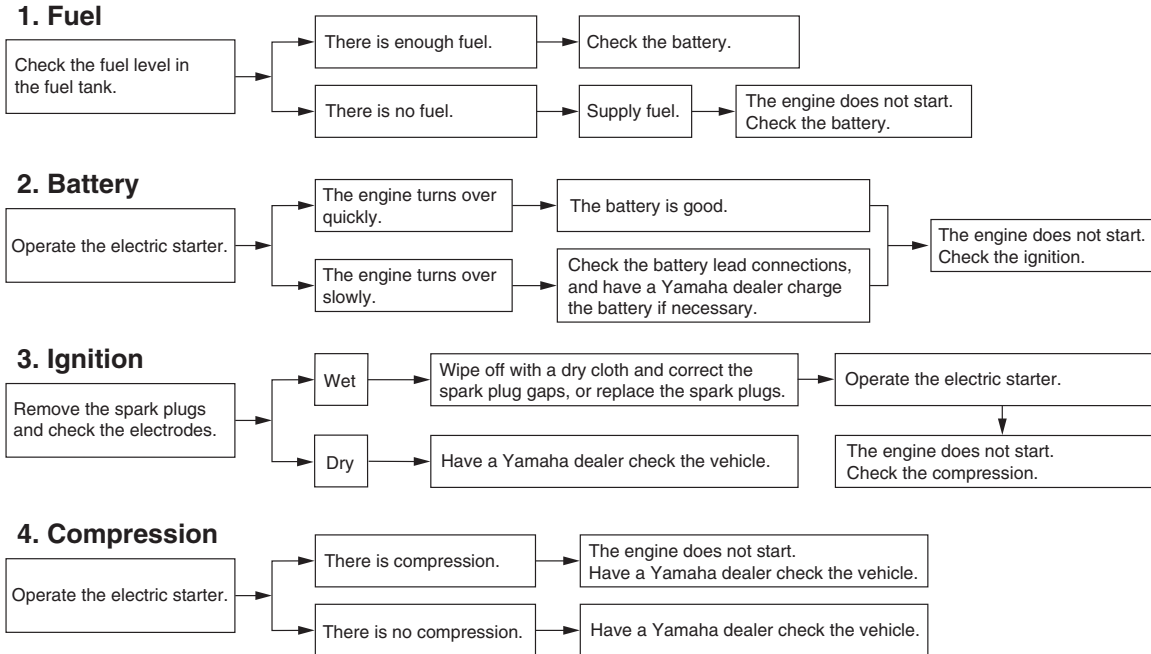 1. Fuel
Check the fuel level in
the fuel tank.
There is enough fuel.
Check the battery.
There is no fuel.
Supply fuel.
The engine does not start.
Check the battery.
2. Battery
Operate the electric starter.
The engine turns over
quickly.
The battery is good.
The engine turns over
slowly.
Check the battery lead connections,
and have a Yamaha dealer charge
the battery if necessary.
The engine does not start.
Check the ignition.
3. Ignition
Remove the spark plugs
and check the electrodes.
Wet
Wipe off with a dry cloth and correct the
spark plug gaps, or replace the spark plugs.
Operate the electric starter.
Dry
Have a Yamaha dealer check the vehicle.
The engine does not start.
Check the compression.
4. Compression
Operate the electric starter.
There is compression.
The engine does not start.
Have a Yamaha dealer check the vehicle.
There is no compression.
Have a Yamaha dealer check the vehicle.